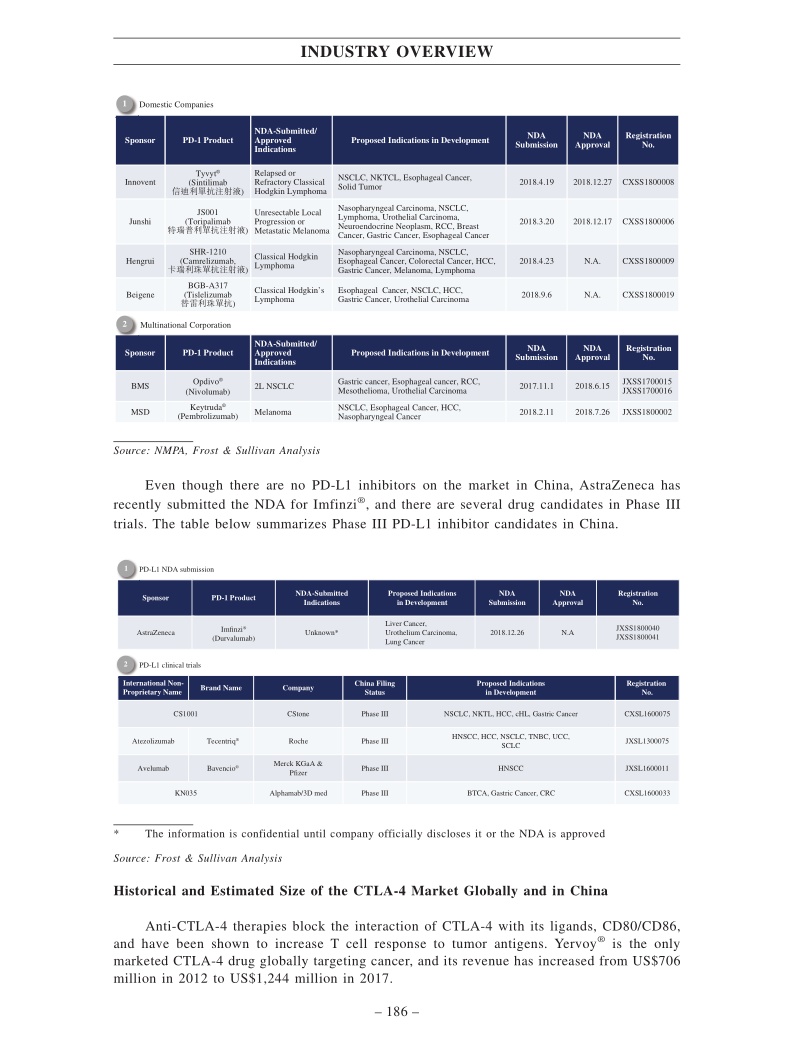 INDUSTRY OVERVIEW
1 Domestic Companies
Sponsor PD-1 Product NDA-Submitted/ Approved Indications Proposed Indications in Development NDA Submission NDA Approval Registration No.
Innovent Tyvyt® (Sintilimab 信迪利單抗注射液) Relapsed or Refractory Classical Hodgkin Lymphoma NSCLC, NKTCL, Esophageal Cancer, Solid Tumor 2018.4.19 2018.12.27 CXSS1800008
Junshi JS001 (Toripalimab 特瑞普利單抗注射液) Unresectable Local Progression or Metastatic Melanoma Nasopharyngeal Carcinoma, NSCLC, Lymphoma, Urothelial Carcinoma, Neuroendocrine Neoplasm, RCC, Breast Cancer, Gastric Cancer, Esophageal Cancer 2018.3.20 2018.12.17 CXSS1800006
Hengrui SHR-1210 (Camrelizumab, 卡瑞利珠單抗注射液) Classical Hodgkin Lymphoma Nasopharyngeal Carcinoma, NSCLC, Esophageal Cancer, Colorectal Cancer, HCC, Gastric Cancer, Melanoma, Lymphoma 2018.4.23 N.A. CXSS1800009
Beigene BGB-A317 (Tislelizumab 替雷利珠單抗) Classical Hodgkin's Lymphoma Esophageal Cancer, NSCLC, HCC, Gastric Cancer, Urothelial Carcinoma 2018.9.6 N.A. CXSS1800019
2 Multinational Corporation
Sponsor PD-1 Product NDA-Submitted/ Approved Indications Proposed Indications in Development NDA Submission NDA Approval Registration No.
BMS Opdivo® (Nivolumab) 2L NSCLC Gastric cancer, Esophageal cancer, RCC, Mesothelioma, Urothelial Carcinoma 2017.11.1 2018.6.15 JXSS1700015 JXSS1700016
MSD Keytruda® (Pembrolizumab) Melanoma NSCLC, Esophageal Cancer, HCC, Nasopharyngeal Cancer 2018.2.11 2018.7.26 JXSS1800002
Source: NMPA, Frost & Sullivan Analysis
Even though there are no PD-L1 inhibitors on the market in China, AstraZeneca has
recently submitted the NDA for Imfinzi®, and there are several drug candidates in Phase III
trials. The table below summarizes Phase III PD-L1 inhibitor candidates in China.
1 PD-L1 NDA submission
Sponsor PD-1 Product NDA-Submitted Indications Proposed Indications in Development NDA Submission NDA Approval Registration No.
AstraZeneca Imfinzi® (Durvalumab) Unknown* Liver Cancer, Urothelium Carcinoma, Lung Cancer 2018.12.26 N.A JXSS1800040 JXSS1800041
2 PD-L1 clinical trials
International Non-Proprietary Name Brand Name Company China Filing Status Proposed Indications in Development Registration No.
CS1001 CStone Phase III NSCLC, NKTL, HCC, cHL, Gastric Cancer CXSL1600075
Atezolizumab Tecentriq® Roche Phase III HNSCC, HCC, NSCLC, TNBC, UCC, SCLC JXSL1300075
Avelumab Bavencio® Merck KGaA & Pfizer Phase III HNSCC JXSL1600011
KN035 Alphamab/3D med Phase III BTCA, Gastric Cancer, CRC CXSL1600033
* The information is confidential until company officially discloses it or the NDA is approved
Source: Frost & Sullivan Analysis
Historical and Estimated Size of the CTLA-4 Market Globally and in China
Anti-CTLA-4 therapies block the interaction of CTLA-4 with its ligands, CD80/CD86,
and have been shown to increase T cell response to tumor antigens. Yervoy® is the only
marketed CTLA-4 drug globally targeting cancer, and its revenue has increased from US$706
million in 2012 to US$1,244 million in 2017.
– 186 –